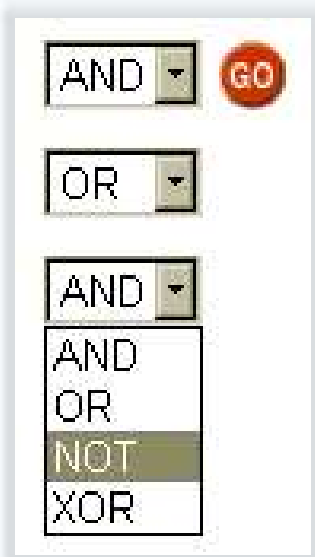 AND GO
OR
AND
AND
OR
NOT
XOR